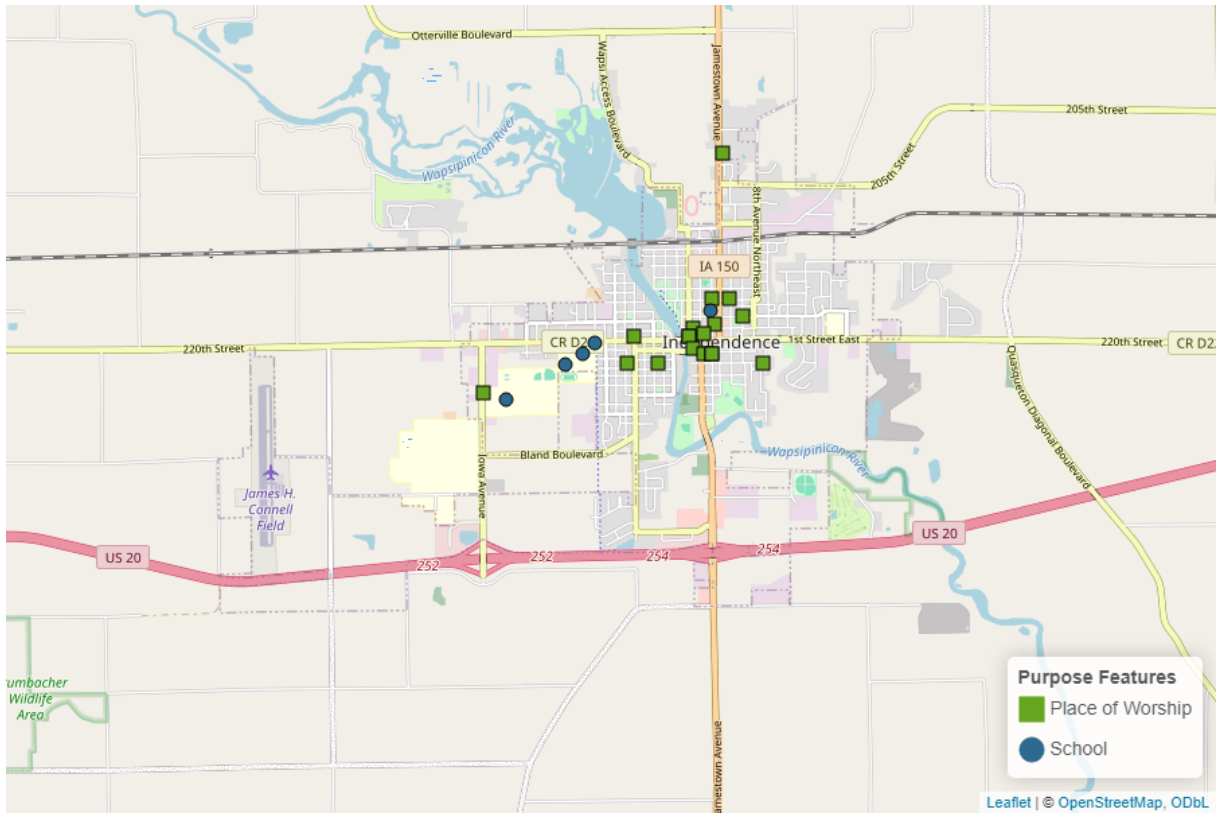 Otterville Boulevard
Wapsi Access Boulevard
Jamestown Avenue
205th Street
Wapsipinicon River
205th Street
8th Avenue Northeast
IA 150
220th Street
CR D2
Independence
1st Street East
220th Street
CR D22
Quasqueton Diagonal Boulevard
Bland Boulevard
Iowa Avenue
Wapsipinicon River
James H.
Connell
Field
US 20
252
252
254
254
US 20
rumbacher
Wildlife
Area
Jamestown Avenue
Purpose Features
Place of Worship
School
Leaflet | © OpenStreetMap, ODbL